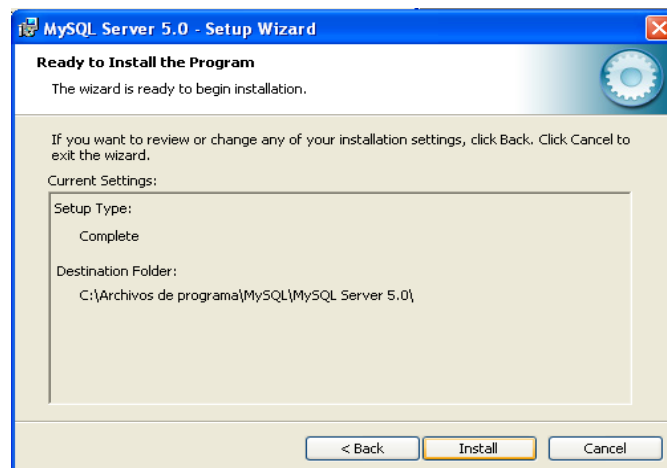 MySQL Server 5.0 - Setup Wizard
Ready to Install the Program
The wizard is ready to begin installation.
If you want to review or change any of your installation settings, click Back. Click Cancel to
exit the wizard.
Current Settings:
Setup Type:
Complete
Destination Folder:
C:\Archivos de programa\MySQL\MySQL Server 5.0\
< Back Install Cancel